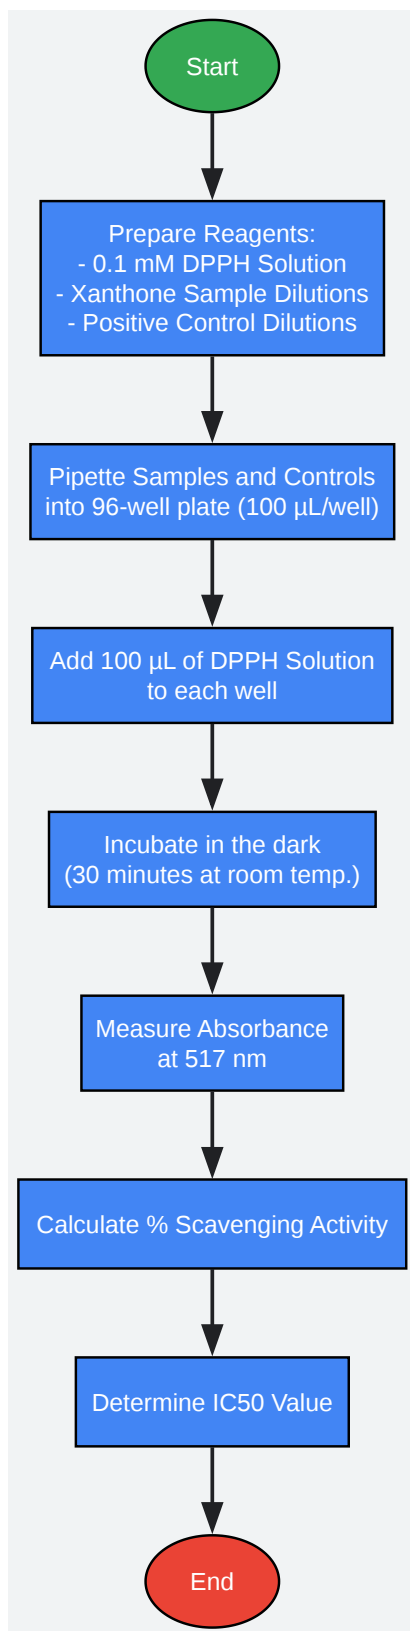 Start
Prepare Reagents:
- 0.1 mM DPPH Solution
- Xanthone Sample Dilutions
- Positive Control Dilutions
Pipette Samples and Controls
into 96-well plate (100 µL/well)
Add 100 µL of DPPH Solution
to each well
Incubate in the dark
(30 minutes at room temp.)
Measure Absorbance
at 517 nm
Calculate % Scavenging Activity
Determine IC50 Value
End